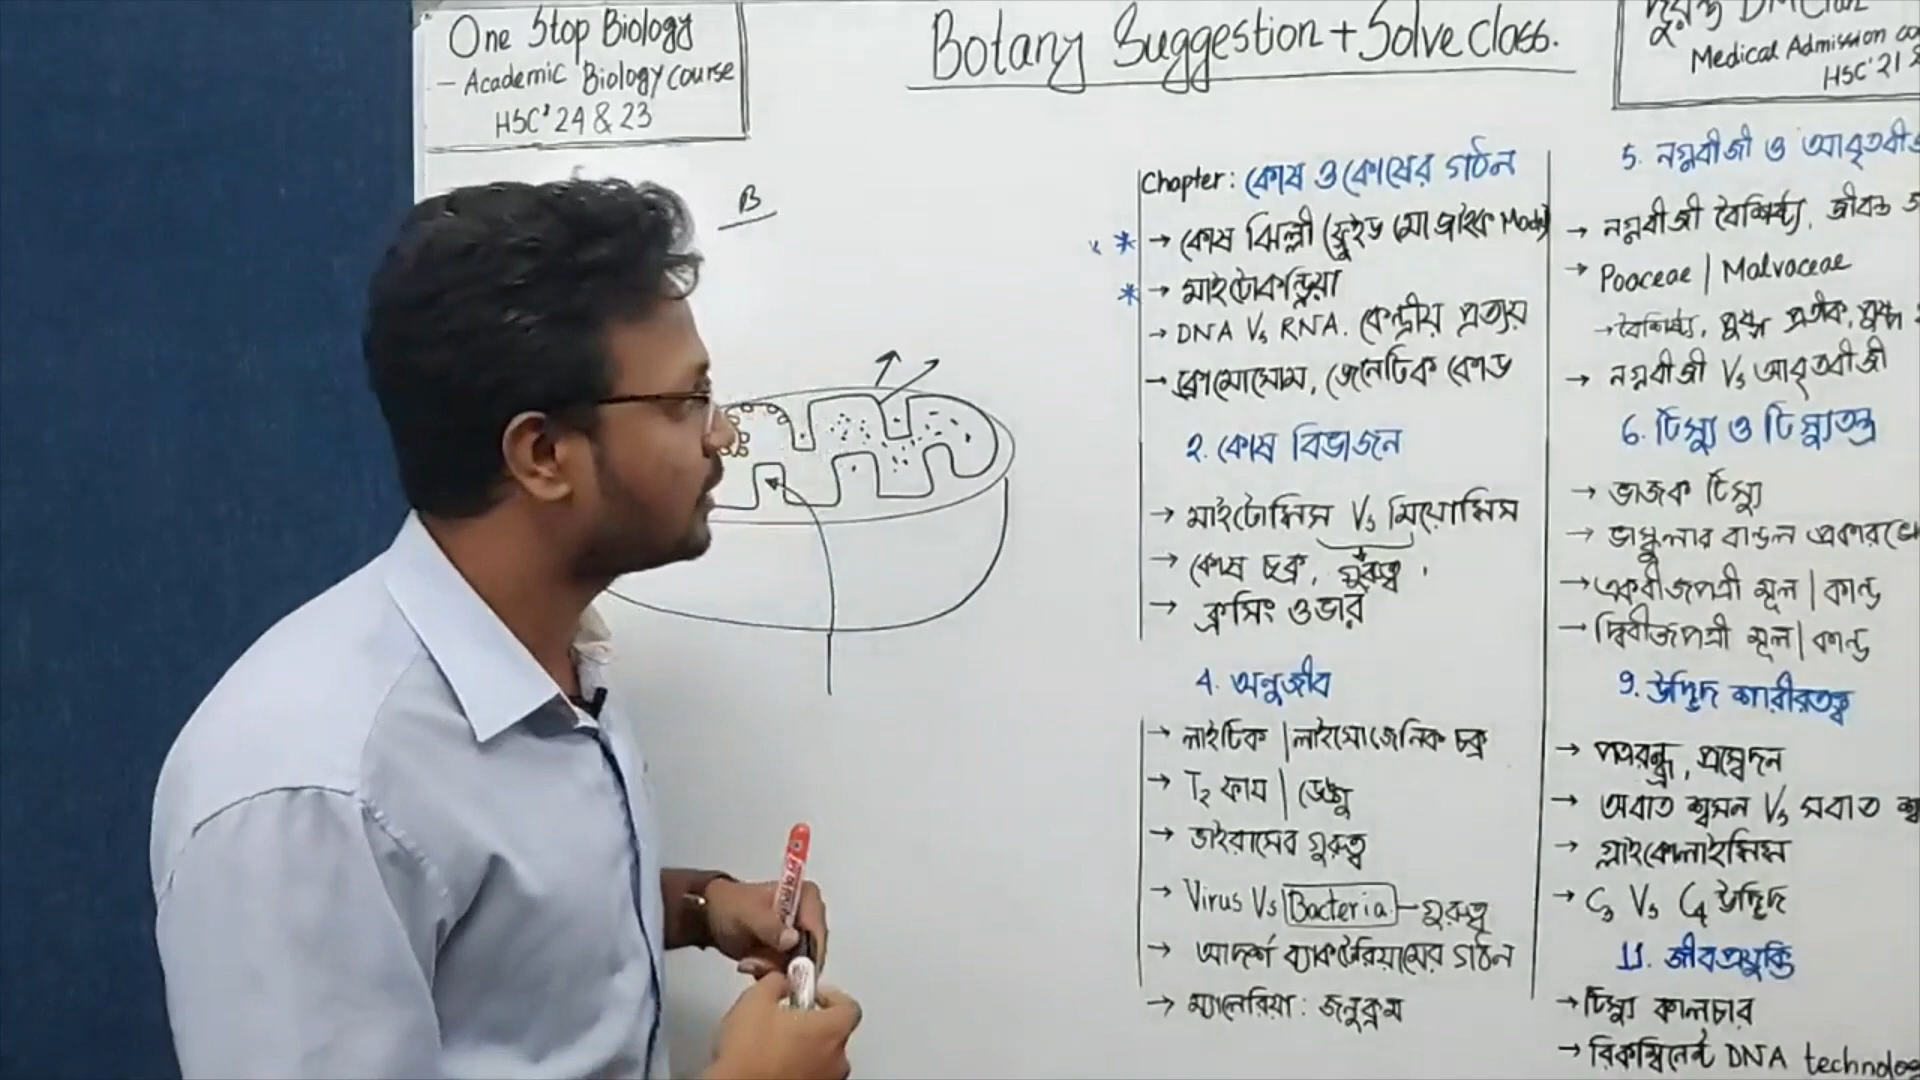 One Stop Biology
- Academic Biology course
HSC' 24 & 23
Botany Suggestion + Solve class.
Medical Admission
HSC' 21
B
Chapter: কোষ ও কোষের গঠন
* → কোষ ঝিল্লী (ফ্লুইড মোজাইক Model)
* → মাইটোকন্ড্রিয়া
→ DNA Vs RNA. কেন্দ্রীয় প্রত্যয়
→ ক্রোমোসোম, জেনেটিক কোড
2. কোষ বিভাজন
→ মাইটোসিস Vs মিয়োসিস
→ কোষ চক্র, গুরুত্ব
→ ক্রসিং ওভার
4. অনুজীব
→ লাইটিক | লাইসোজেনিক চক্র
→ T₂ ফায | ডেঙ্গু
→ ভাইরাসের গুরুত্ব
→ Virus Vs Bacteria - গুরুত্ব
→ আদর্শ ব্যাকটেরিয়ামের গঠন
→ ম্যালেরিয়া: জনুক্রম
5. নগ্নবীজী ও
→ নগ্নবীজী বৈশিষ্ট্য, জীবন্ত
→ Poaceae | Malvaceae
→ বৈশিষ্ট্য, পুষ্প প্রতীক, পুষ্প
→ নগ্নবীজী Vs আবৃতবীজী
6. টিস্যু ও টিস্যুতন্ত্র
→ ভাজক টিস্যু
→ ভাস্কুলার বান্ডল
→ একবীজপত্রী মূল | কান্ড
→ দ্বিবীজপত্রী মূল | কান্ড
9. উদ্ভিদ শারীরতত্ত্ব
→ পত্ররন্ধ্র, প্রস্বেদন
→ অবাত শ্বসন Vs সবাত
→ গ্লাইকোলাইসিস
→ C₃ Vs C₄ উদ্ভিদ
11. জীবপ্রযুক্তি
→ টিস্যু কালচার
→ রিকম্বিনেন্ট DNA